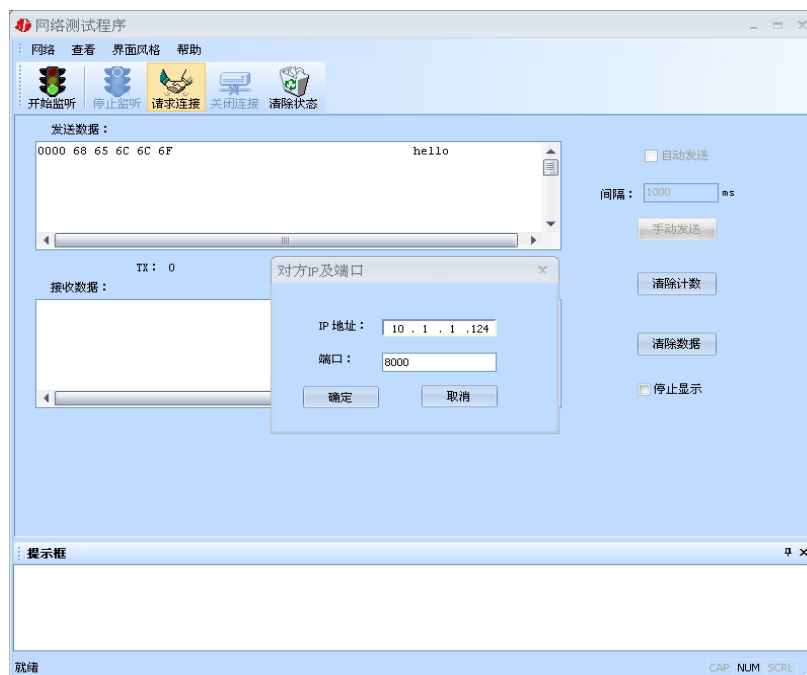 网络测试程序
网络 查看 界面风格 帮助
开始监听 停止监听 请求连接 关闭连接 清除状态
发送数据：
0000 68 65 6C 6C 6F hello
自动发送
间隔： 1000 ms
手动发送
TX： 0
接收数据：
对方IP及端口
IP 地址： 10 . 1 . 1 .124
端口： 8000
确定 取消
清除计数
清除数据
停止显示
提示框
就绪 CAP NUM SCRL